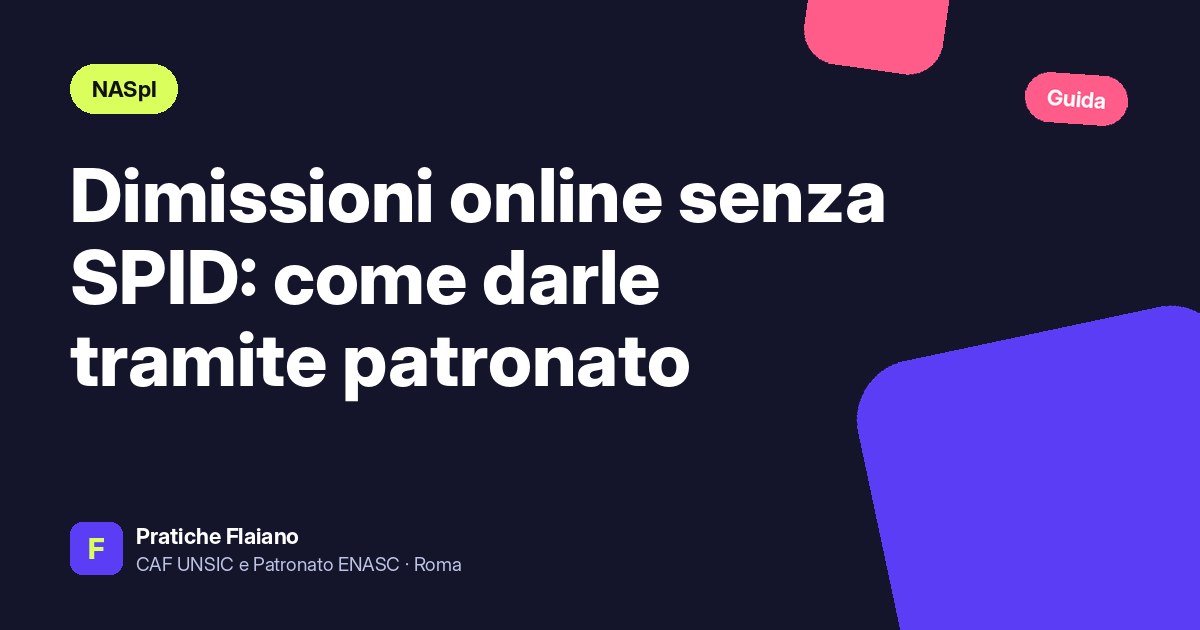 NASpI
Guida
Dimissioni online senza
SPID: come darle
tramite patronato
F
Pratiche Flaiano
CAF UNSIC e Patronato ENASC · Roma